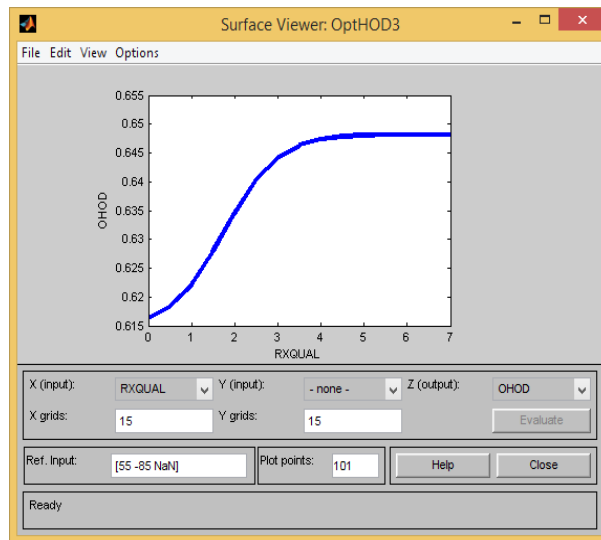 Surface Viewer: OptHOD3
File Edit View Options
0.655
0.65
0.645
0.64
0.635
0.63
0.625
0.62
0.615
OHOD
0 1 2 3 4 5 6 7
RXQUAL
X (input): RXQUAL Y (input): - none - Z (output): OHOD
X grids: 15 Y grids: 15 Evaluate
Ref. Input: [55 -85 NaN] Plot points: 101 Help Close
Ready